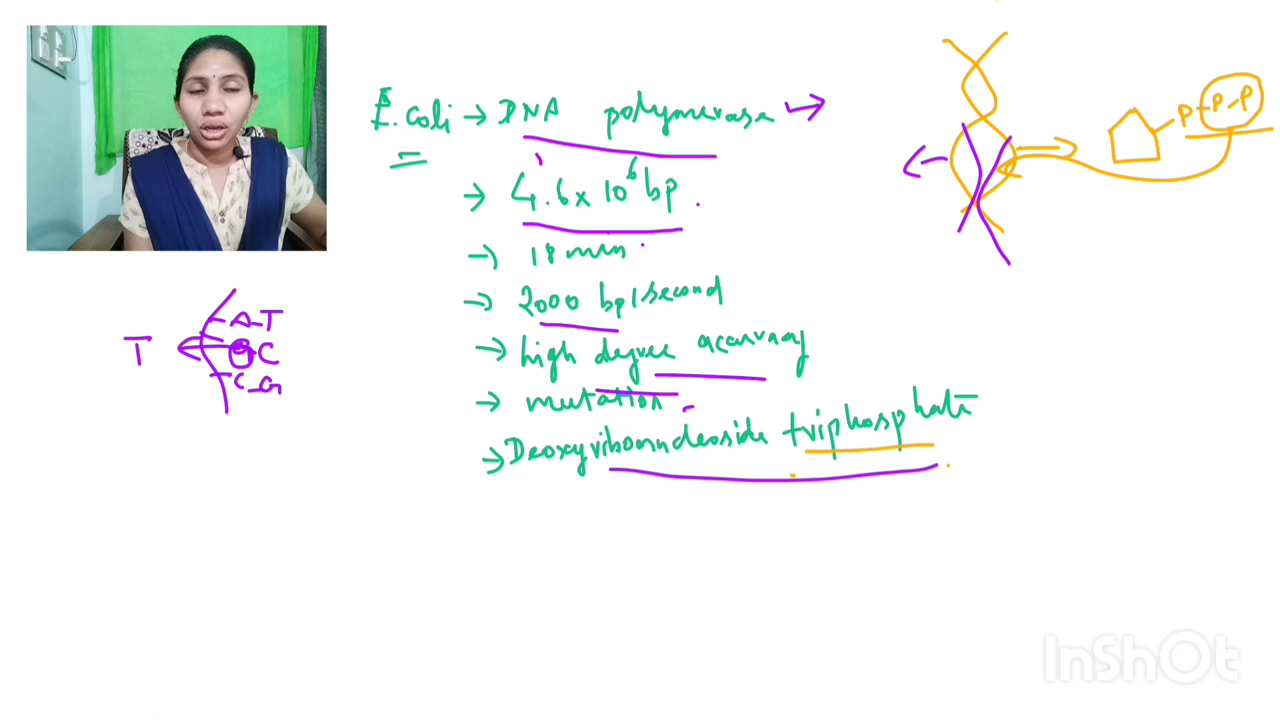 E.coli → DNA polymerase →
→ 4.6 x 10⁶ bp.
→ 18 min
→ 2000 bp/second
→ high degree accuracy
→ mutation
→ Deoxyribonucleoside triphosphate
P-P-P
A-T
T C
C-G
InShOt